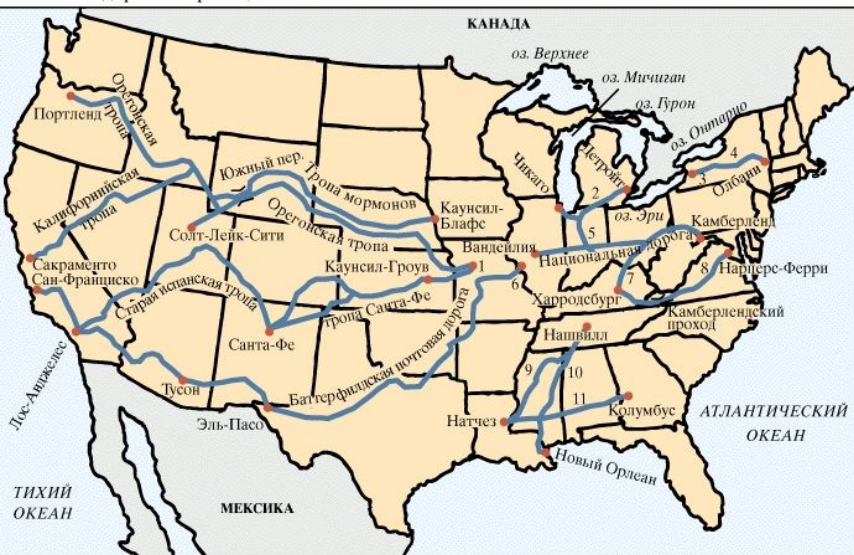 КАНАДА
оз. Верхнее
оз. Мичиган
оз. Гурон
оз. Онтарио
Портленд
Орегонская
тропа
Чикаго
Детройт
4
3
Олбани
2
Южный пер.
Тропа мормонов
Калифорнийская
тропа
Каунсил-
Блафс
оз. Эри
Камберленд
5
Солт-Лейк-Сити
Орегонская тропа
Вандейлия
Национальная дорога
Сакраменто
Сан-Франциско
Каунсил-Гроув
1
6
7
8
Нарперс-Ферри
Старая испанская тропа
тропа Санта-Фе
Харродсбург
Камберлендский
проход
Санта-Фе
Нашвилл
Лос-Анджелес
9
10
Тусон
Баттерфилдская почтовая дорога
11
Колумбус
АТЛАНТИЧЕСКИЙ
ОКЕАН
Эль-Пасо
Натчез
Новый Орлеан
ТИХИЙ
ОКЕАН
МЕКСИКА